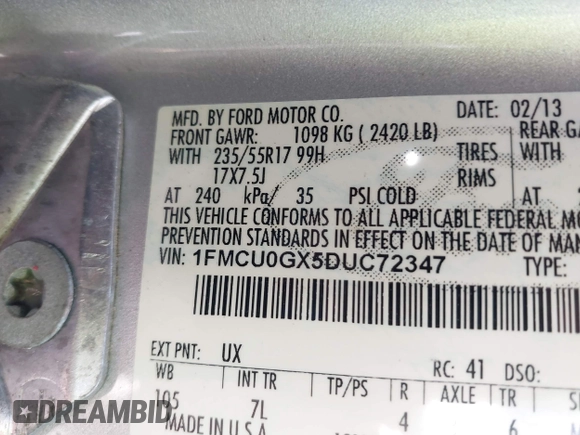 MFD. BY FORD MOTOR CO.
DATE: 02/13
FRONT GAWR: 1098 KG ( 2420 LB)
REAR
WITH 235/55R17 99H TIRES WITH
17X7.5J RIMS
AT 240 kPa/ 35 PSI COLD AT
THIS VEHICLE CONFORMS TO ALL APPLICABLE FEDERAL
PREVENTION STANDARDS IN EFFECT ON THE DATE OF
VIN: 1FMCU0GX5DUC72347 TYPE:
EXT PNT: UX RC: 41 DSO:
WB INT TR TP/PS R AXLE TR
105 7L 4 6
MADE IN U.S.A
DREAMBID